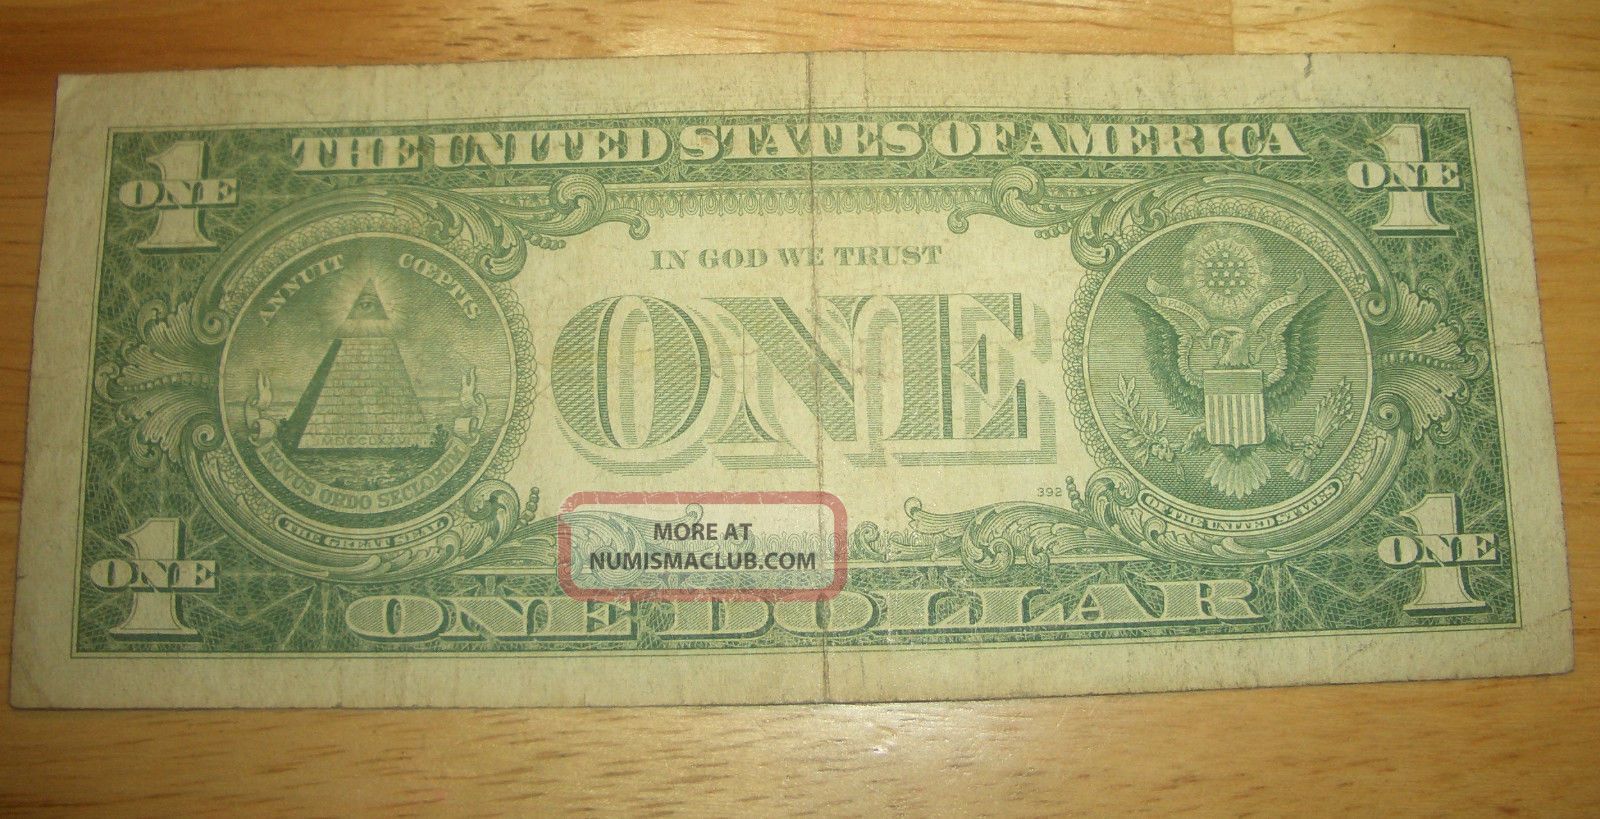 THE UNITED STATES OF AMERICA
1
ONE
1
ONE
ANNUIT CŒPTIS
IN GOD WE TRUST
ONE
MDCCLXXVI
NOVUS ORDO SECLORUM
THE GREAT SEAL
392
OF THE UNITED STATES
1
ONE
1
ONE
MORE AT
NUMISMACLUB.COM
ONE DOLLAR